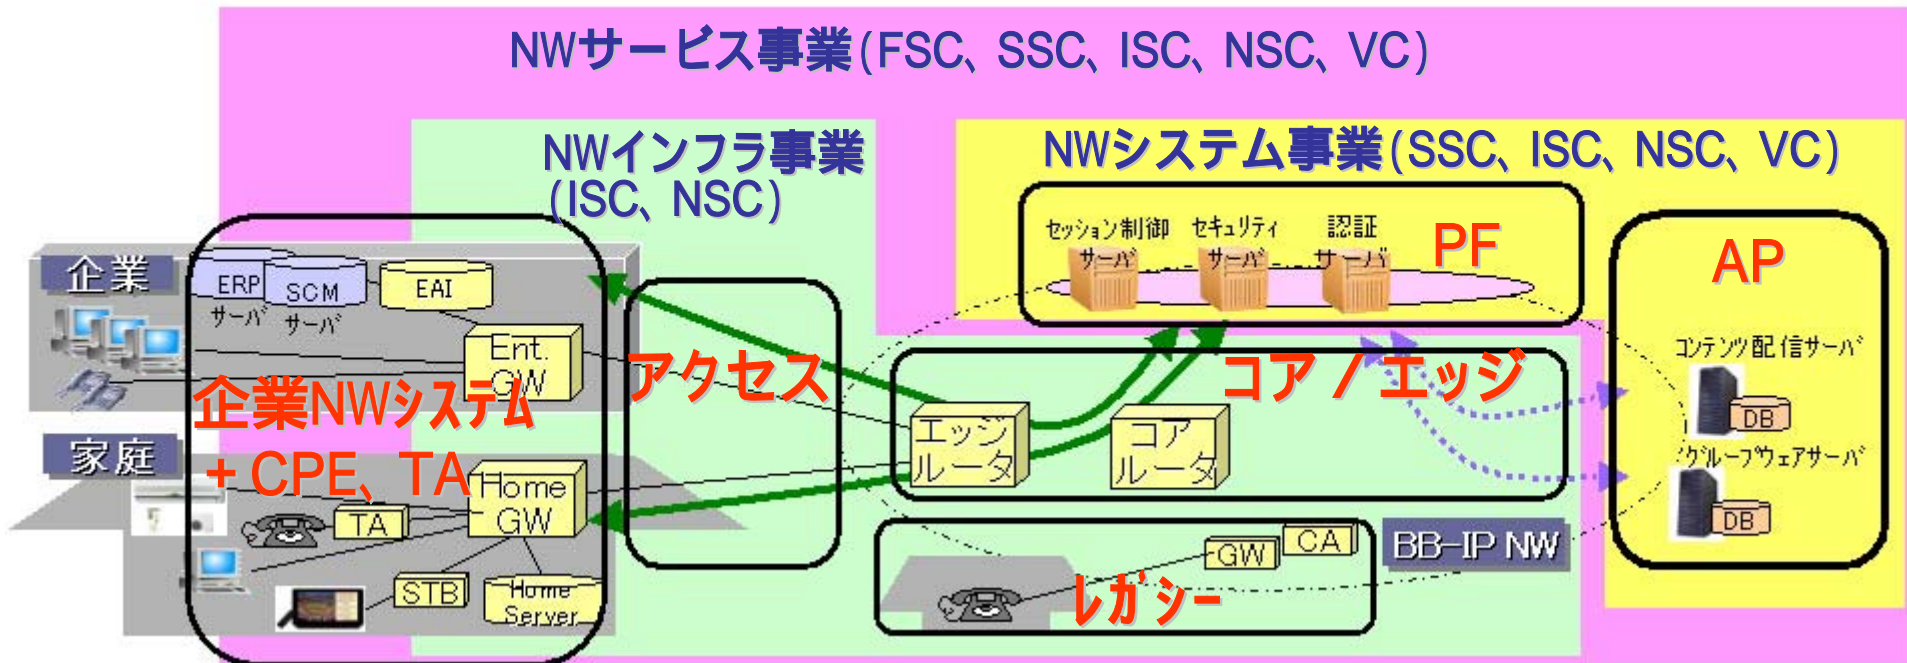 NWサービス事業(FSC、SSC、ISC、NSC、VC)
NWインフラ事業
(ISC、NSC)
NWシステム事業(SSC、ISC、NSC、VC)
企業
ERP
サーバ
SCM
サーバ
EAI
Ent.
GW
企業NWシステム
+CPE、TA
家庭
Home
GW
TA
STB
Home
Server
アクセス
セッション制御
サーバ
セキュリティ
サーバ
認証
サーバ
PF
コア/エッジ
エッジ
ルータ
コア
ルータ
AP
コンテンツ配信サーバ
DB
グループウェアサーバ
DB
GW
CA
レガシー
BB-IP NW